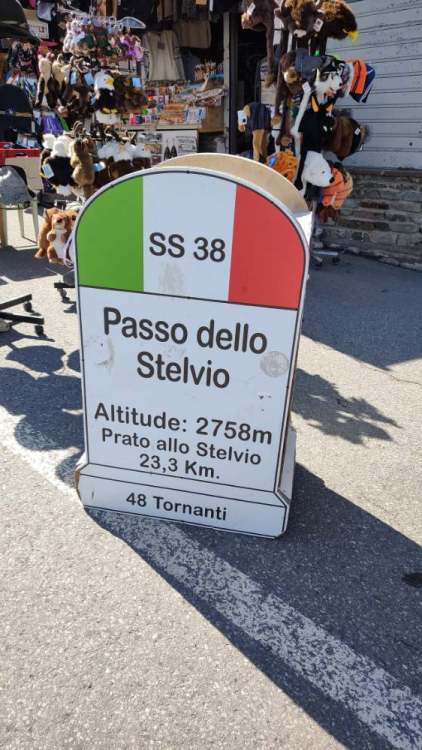 SS 38
Passo dello
Stelvio
Altitude: 2758m
Prato allo Stelvio
23,3 Km.
48 Tornanti